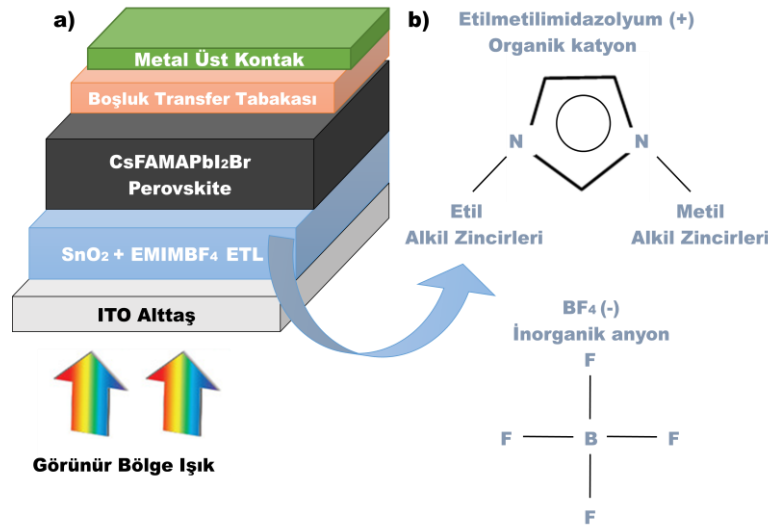 a)
Metal Üst Kontak
Boşluk Transfer Tabakası
CsFAMAPbI₂Br
Perovskite
SnO₂ + EMIMBF₄ ETL
ITO Alttaş
Görünür Bölge Işık
b)
Etilmetilimidazolyum (+)
Organik katyon
N N
Etil
Alkil Zincirleri
Metil
Alkil Zincirleri
BF₄ (-)
İnorganik anyon
F
F B F
F